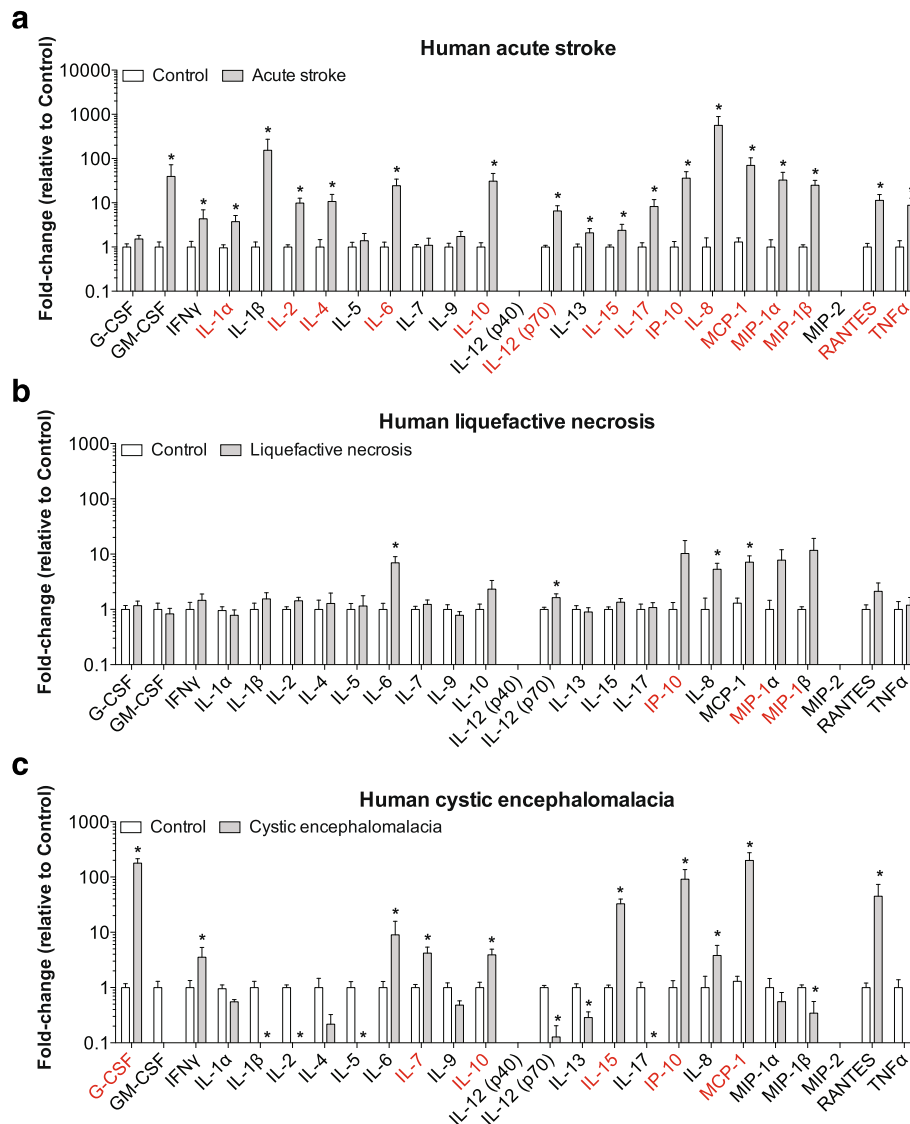 a
Human acute stroke
Fold-change (relative to Control)
Control Acute stroke
10000
1000
100
10
1
0.1
* * * * * * * * * * * * * * * * * * * *
G-CSF GM-CSF IFNγ IL-1α IL-1β IL-2 IL-4 IL-5 IL-6 IL-7 IL-9 IL-10 IL-12 (p40) IL-12 (p70) IL-13 IL-15 IL-17 IP-10 IL-8 MCP-1 MIP-1α MIP-1β MIP-2 RANTES TNFα
b
Human liquefactive necrosis
Fold-change (relative to Control)
Control Liquefactive necrosis
1000
100
10
1
0.1
* * * *
G-CSF GM-CSF IFNγ IL-1α IL-1β IL-2 IL-4 IL-5 IL-6 IL-7 IL-9 IL-10 IL-12 (p40) IL-12 (p70) IL-13 IL-15 IL-17 IP-10 IL-8 MCP-1 MIP-1α MIP-1β MIP-2 RANTES TNFα
c
Human cystic encephalomalacia
Fold-change (relative to Control)
Control Cystic encephalomalacia
1000
100
10
1
0.1
* * * * * * * * * * * * * * * * *
G-CSF GM-CSF IFNγ IL-1α IL-1β IL-2 IL-4 IL-5 IL-6 IL-7 IL-9 IL-10 IL-12 (p40) IL-12 (p70) IL-13 IL-15 IL-17 IP-10 IL-8 MCP-1 MIP-1α MIP-1β MIP-2 RANTES TNFα